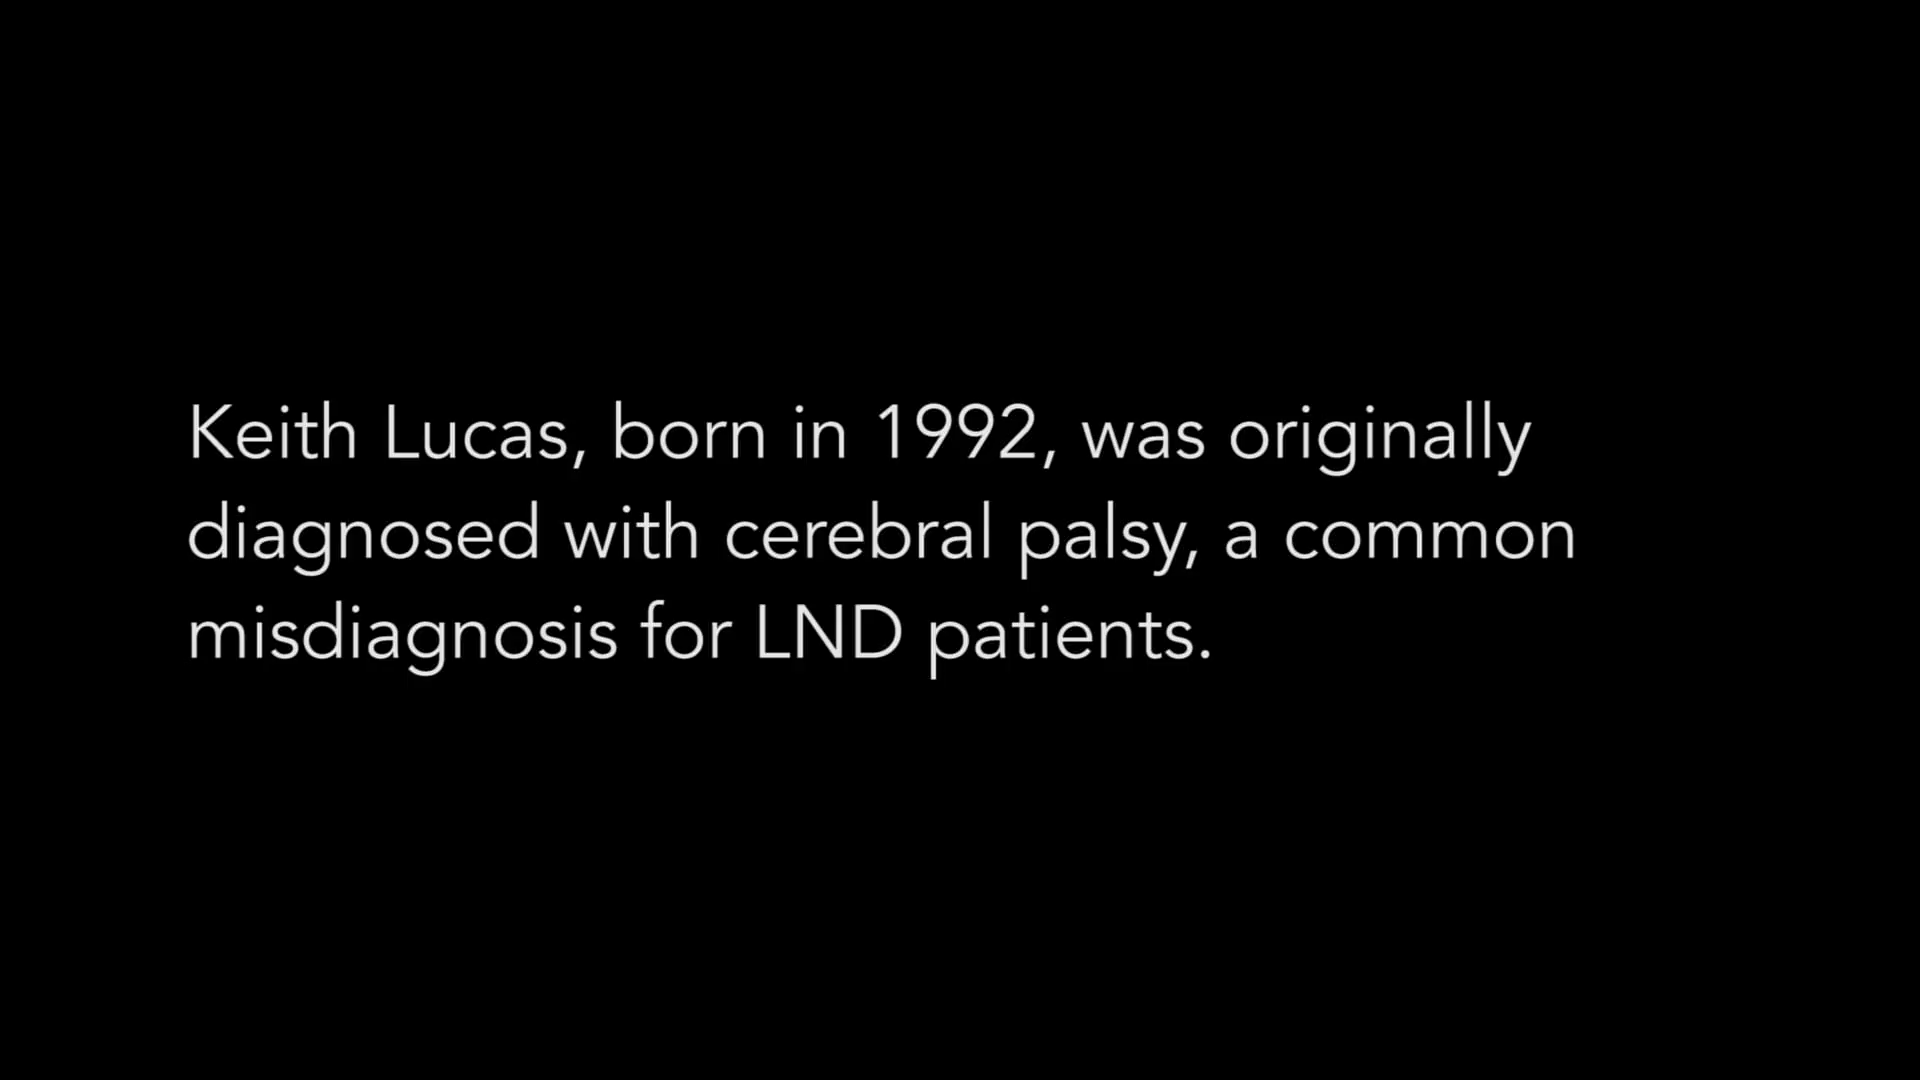 Keith Lucas, born in 1992, was originally
diagnosed with cerebral palsy, a common
misdiagnosis for LND patients.